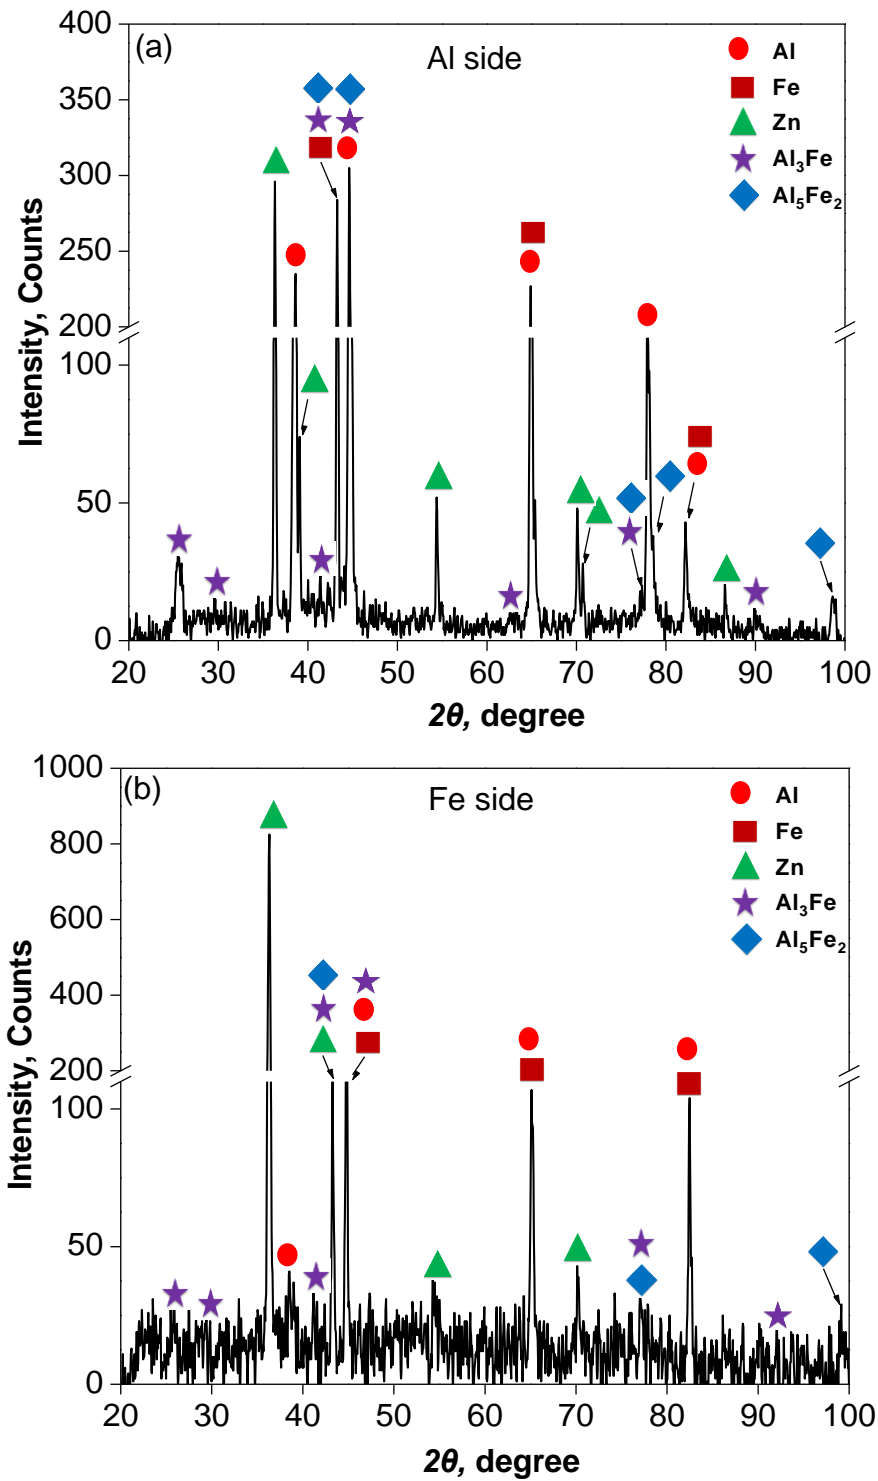 (a)
Al side
Al
Fe
Zn
Al₃Fe
Al₅Fe₂
400
350
300
250
200
100
50
0
Intensity, Counts
20 30 40 50 60 70 80 90 100
2θ, degree
(b)
Fe side
Al
Fe
Zn
Al₃Fe
Al₅Fe₂
1000
800
600
400
200
100
50
0
Intensity, Counts
20 30 40 50 60 70 80 90 100
2θ, degree